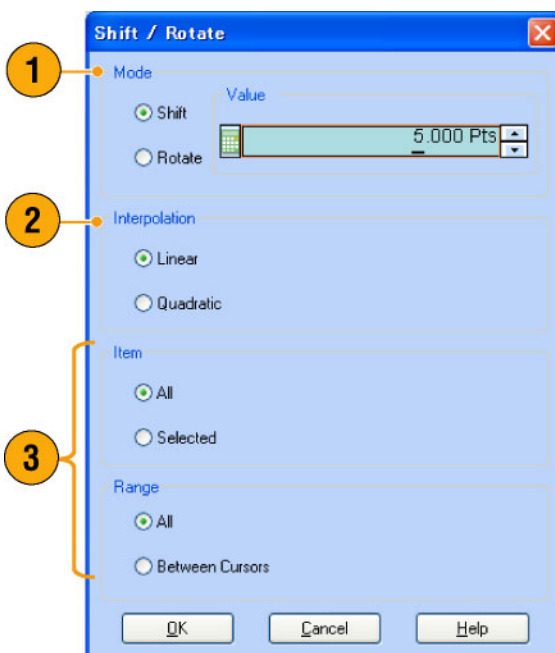 Shift / Rotate
1
Mode
Value
Shift
5.000 Pts
Rotate
2
Interpolation
Linear
Quadratic
3
Item
All
Selected
Range
All
Between Cursors
OK
Cancel
Help